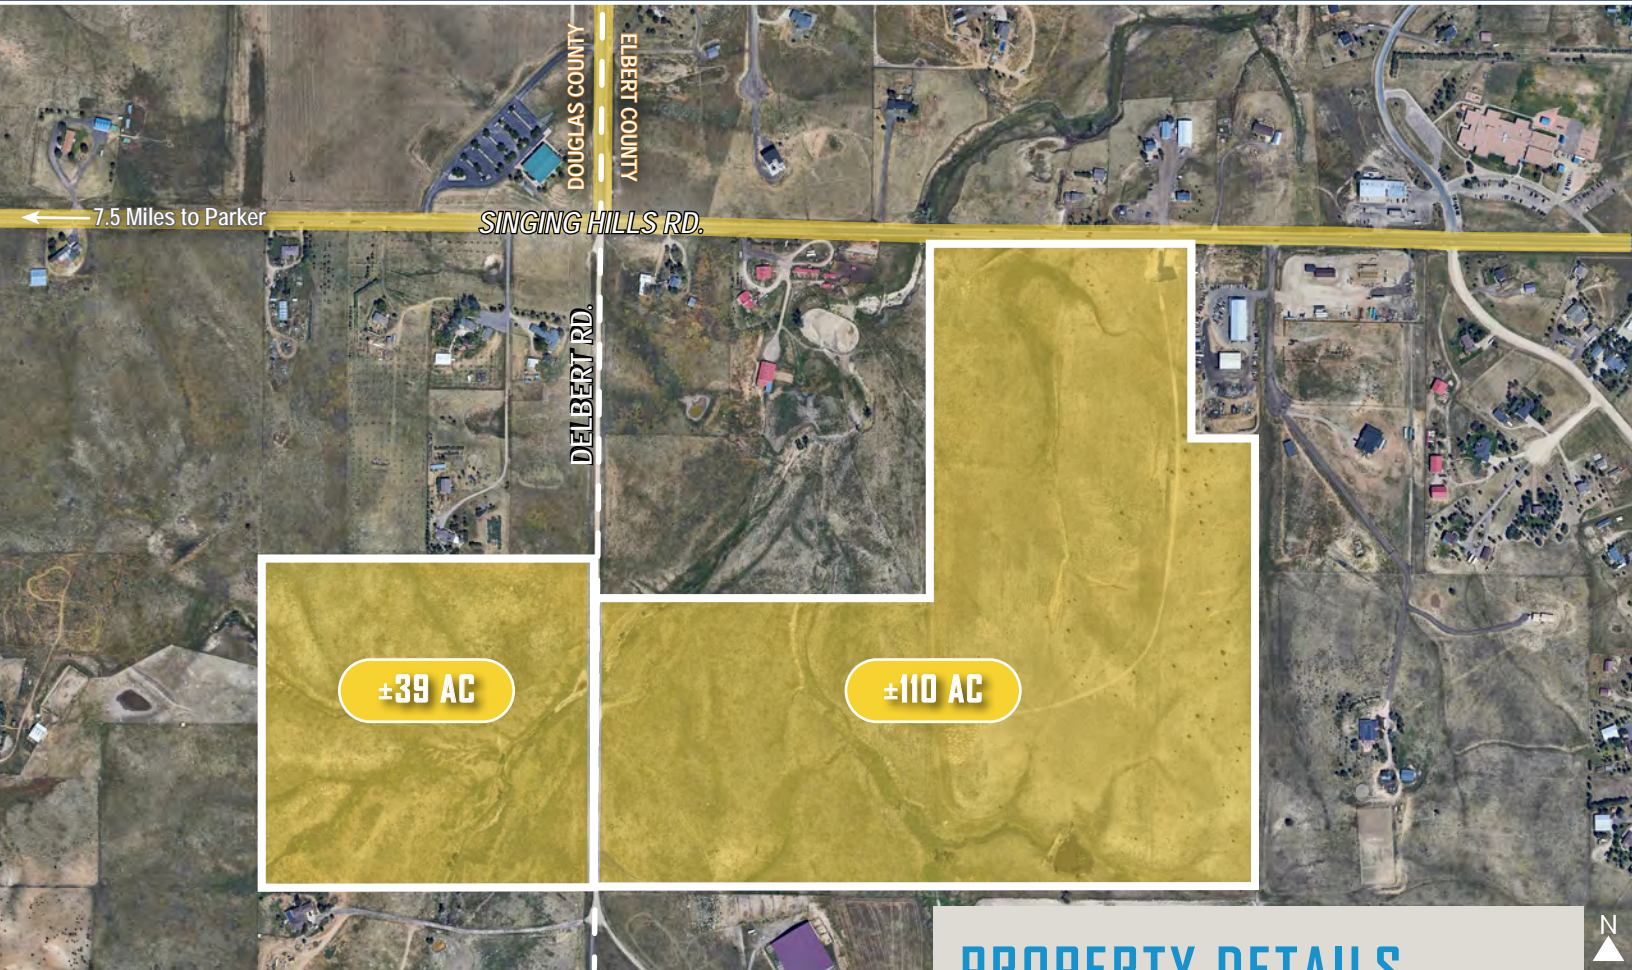 DOUGLAS COUNTY
ELBERT COUNTY
7.5 Miles to Parker
SINGING HILLS RD.
DELBERT RD.
±39 AC
±110 AC
PROPERTY DETAILS
N